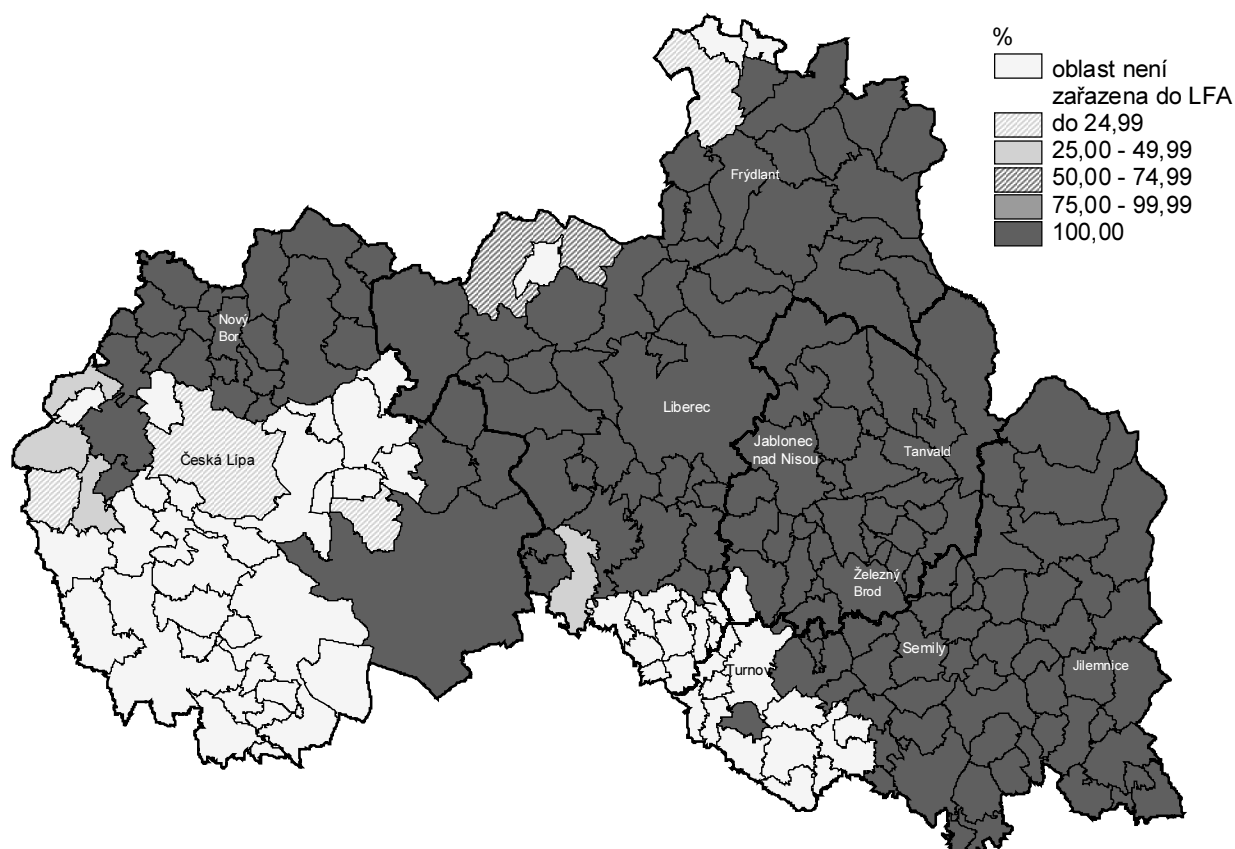 %
oblast není
zařazena do LFA
do 24,99
25,00 - 49,99
50,00 - 74,99
75,00 - 99,99
100,00
Frýdlant
Nový
Bor
Liberec
Česká Lípa
Jablonec
nad Nisou
Tanvald
Železný
Brod
Semily
Turnov
Jilemnice